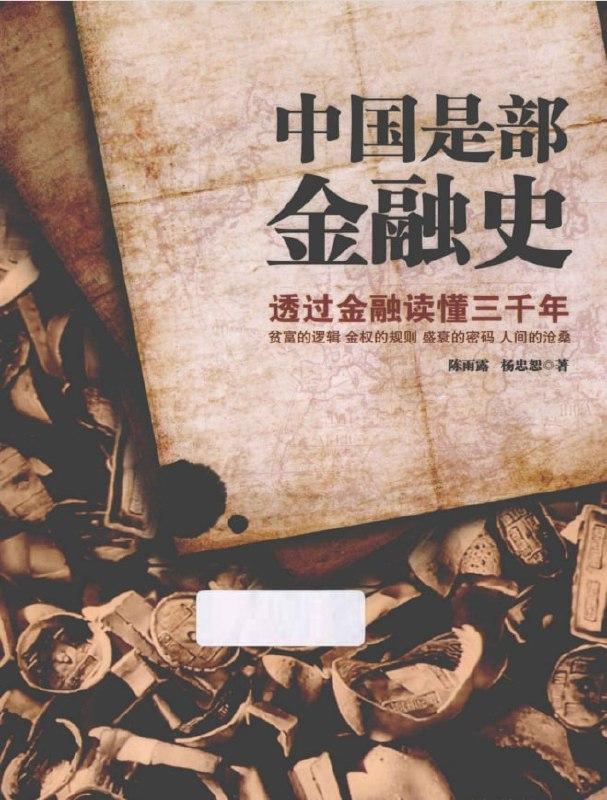 中国是部
金融史
透过金融读懂三千年
贫富的逻辑 金权的规则 盛衰的密码 人间的沧桑
陈雨露 杨忠恕◎著